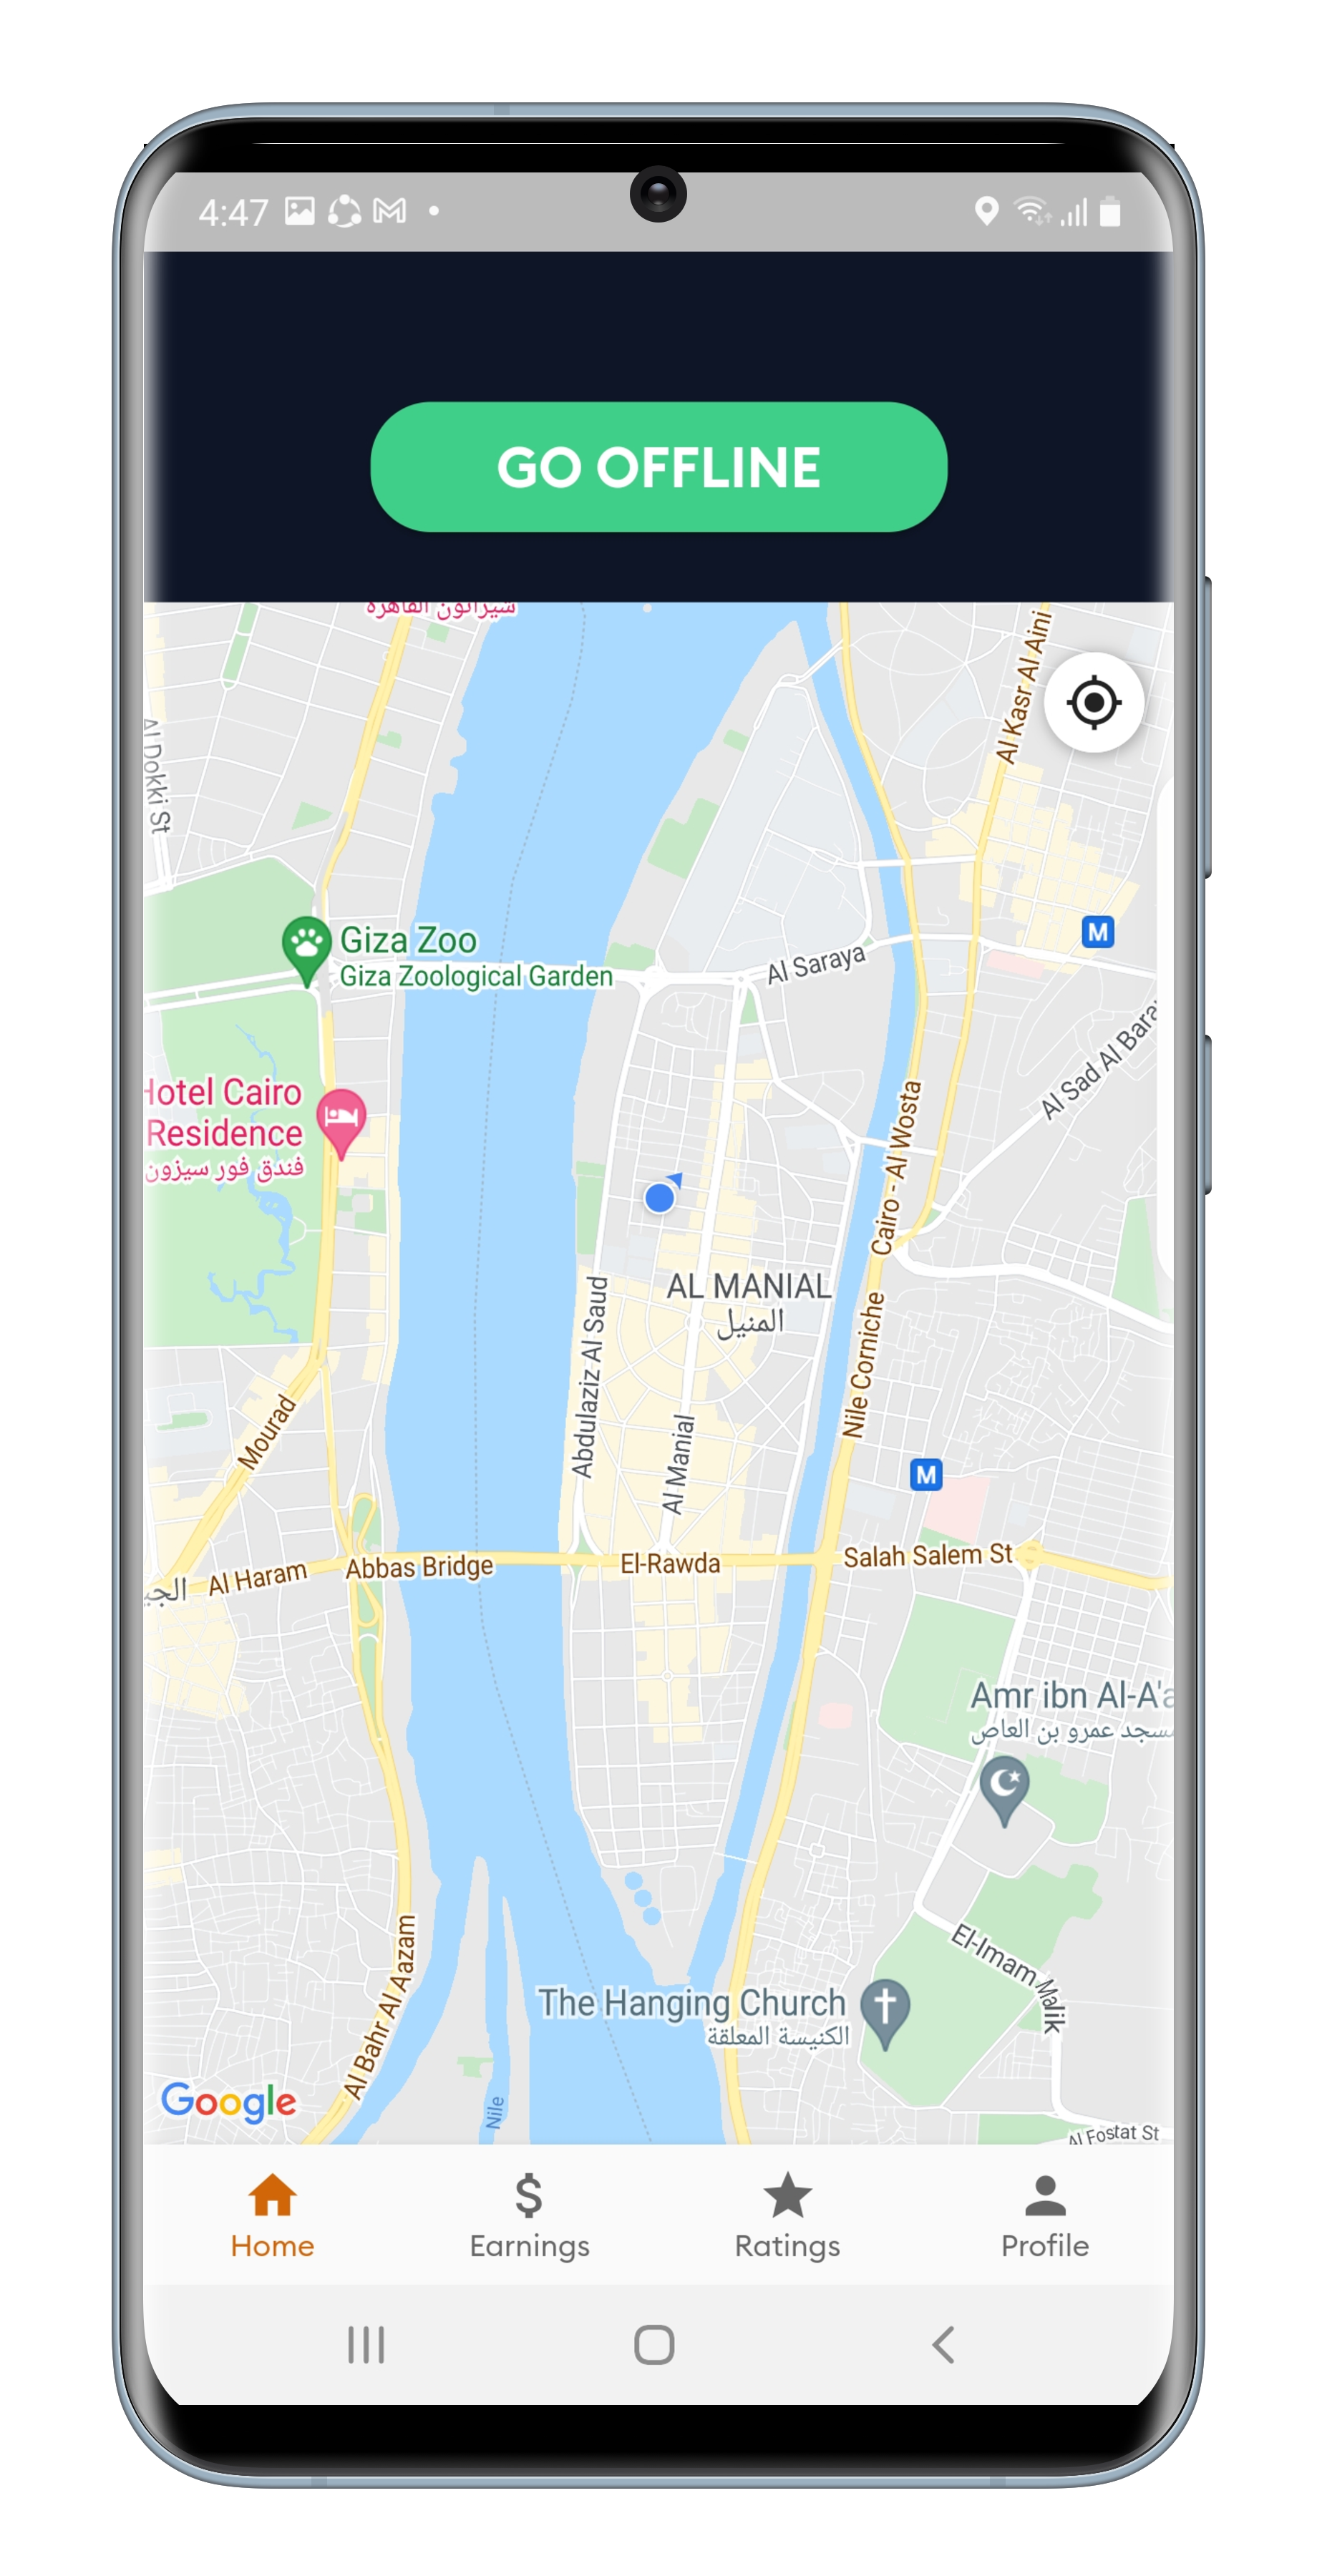 4:47
GO OFFLINE
شيراتون القاهرة
Al Kasr Al Aini
Al Dokki St
M
Giza Zoo
Giza Zoological Garden
Al Saraya
Al Sad Al Bara
Hotel Cairo
Residence
فندق فور سيزون
Cairo - Al Wosta
AL MANIAL
المنيل
Abdulaziz Al Saud
Nile Corniche
Mourad
Al Manial
M
Al Haram
Abbas Bridge
El-Rawda
Salah Salem St
Amr ibn Al-A'a
مسجد عمرو بن العاص
Al Bahr Al Aazam
El-Imam Malik
The Hanging Church
الكنيسة المعلقة
Google
Nile
Al Fostat St
Home
Earnings
Ratings
Profile